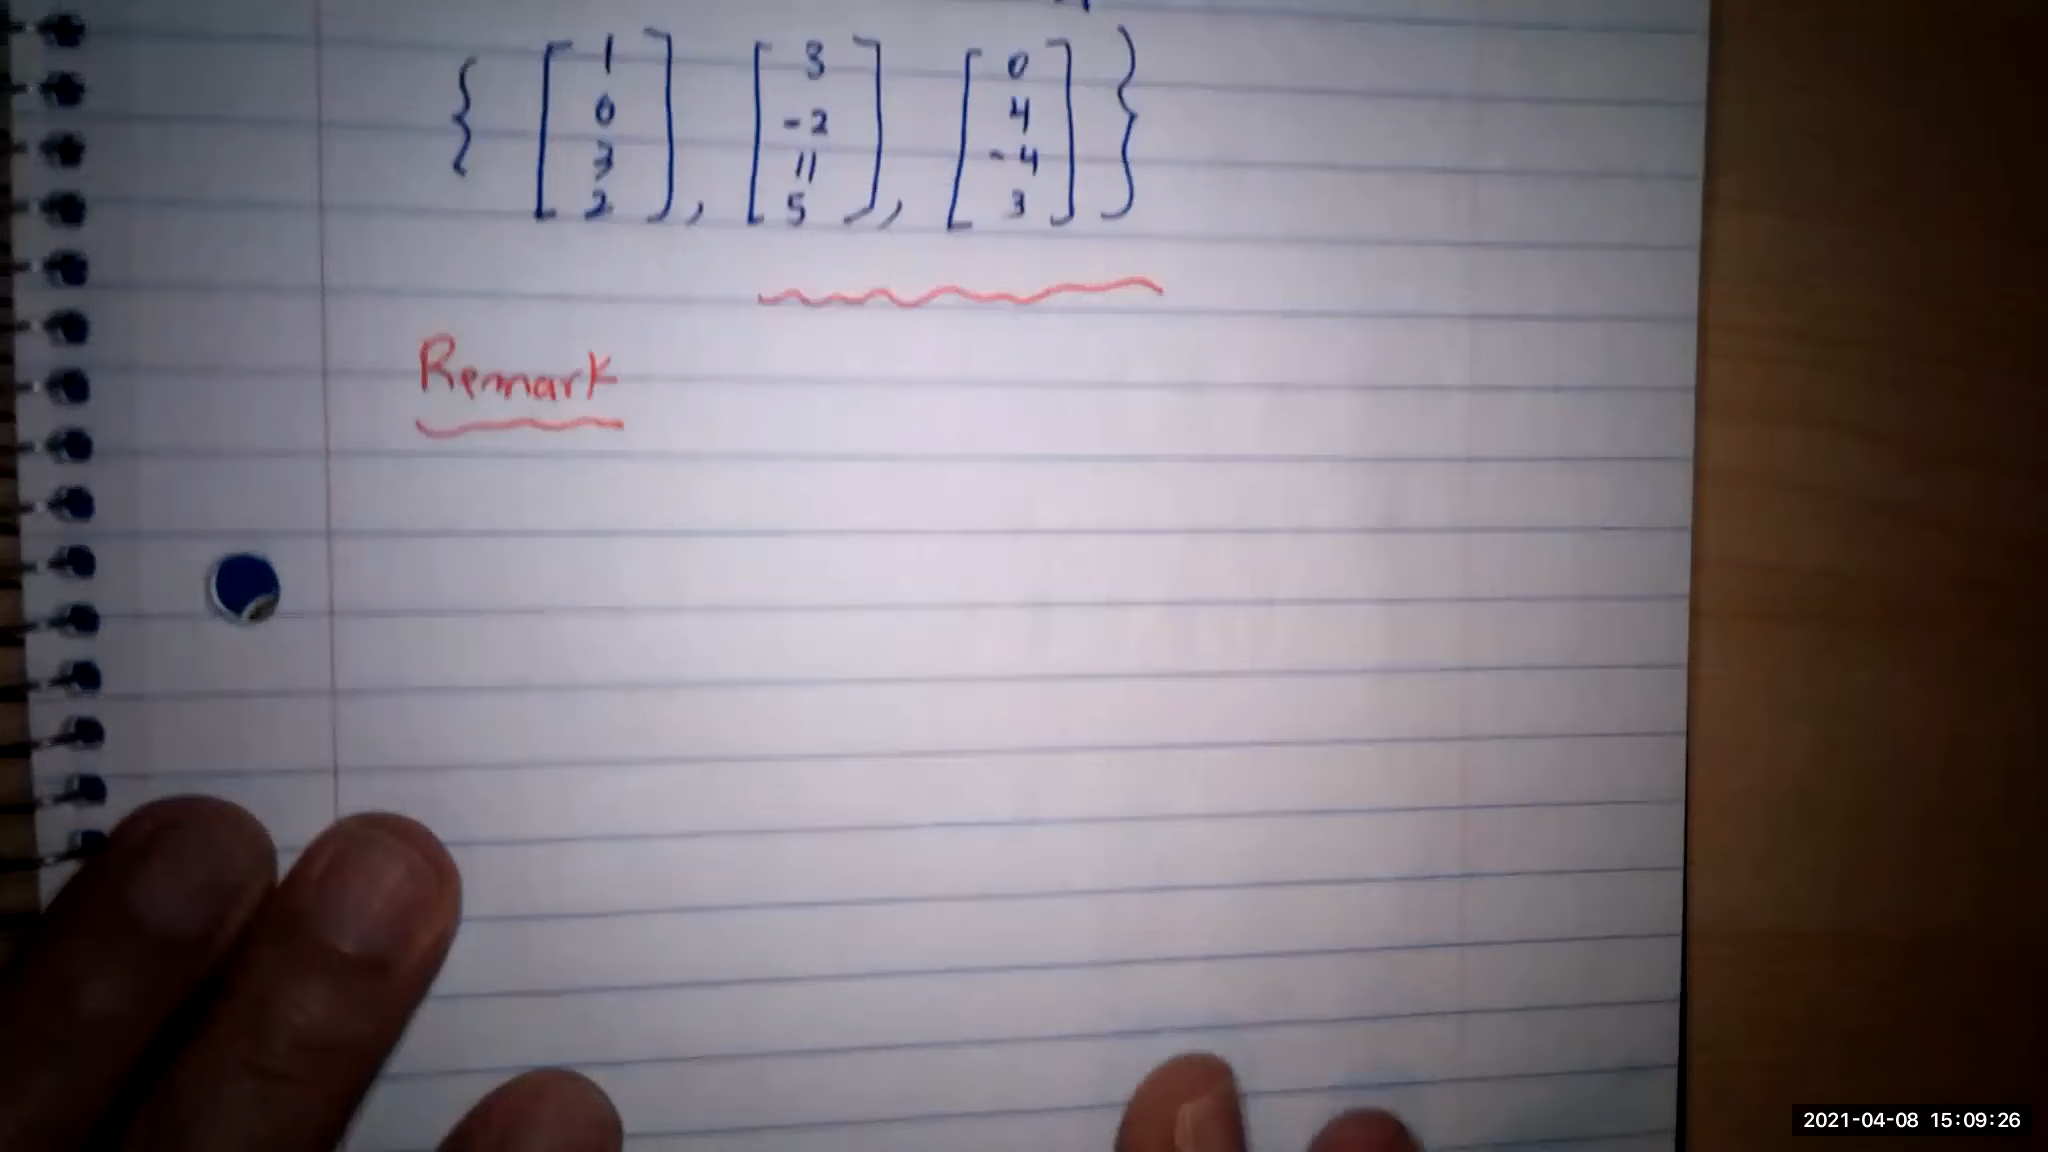 { [ 1 ], [ 3 ], [ 0 ] }
0 -2 4
3 11 -4
2 5 3
Remark
2021-04-08 15:09:26